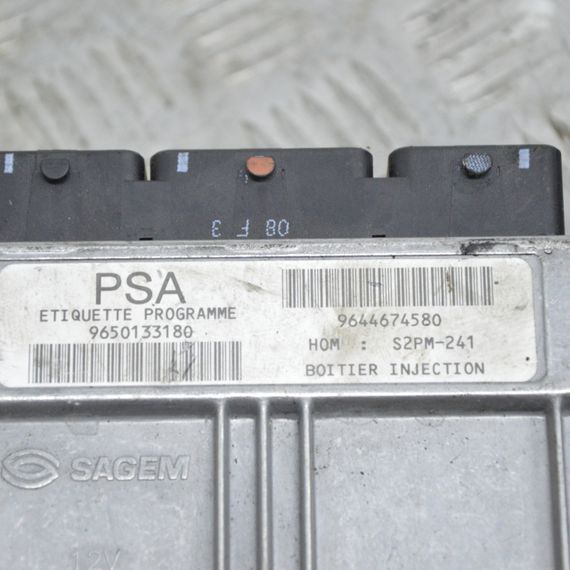 08 F 3
PSA
ETIQUETTE PROGRAMME
9650133180
9644674580
HOM : S2PM-241
BOITIER INJECTION
SAGEM
12V